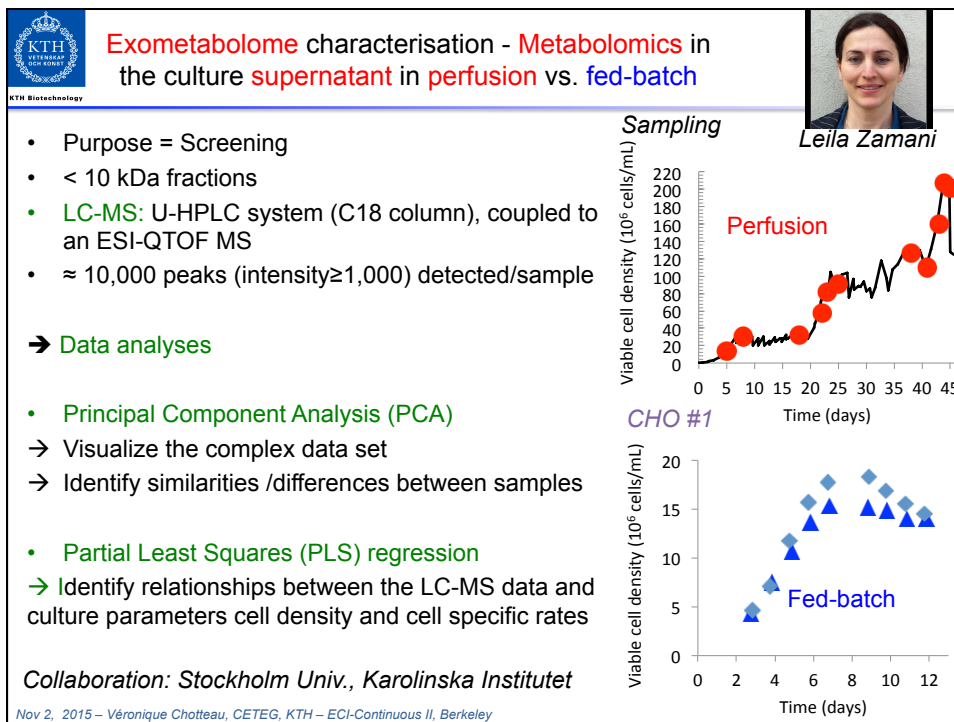 KTH
VETENSKAP
OCH KONST
KTH Biotechnology
Exometabolome characterisation - Metabolomics in
the culture supernatant in perfusion vs. fed-batch
• Purpose = Screening
• < 10 kDa fractions
• LC-MS: U-HPLC system (C18 column), coupled to
an ESI-QTOF MS
• ≈ 10,000 peaks (intensity≥1,000) detected/sample
➔ Data analyses
• Principal Component Analysis (PCA)
→ Visualize the complex data set
→ Identify similarities /differences between samples
• Partial Least Squares (PLS) regression
→ Identify relationships between the LC-MS data and
culture parameters cell density and cell specific rates
Collaboration: Stockholm Univ., Karolinska Institutet
Nov 2, 2015 – Véronique Chotteau, CETEG, KTH – ECI-Continuous II, Berkeley
Sampling
Leila Zamani
Viable cell density (10⁶ cells/mL)
220
200
180
160
140
120
100
80
60
40
20
0
Perfusion
0 5 10 15 20 25 30 35 40 45
Time (days)
CHO #1
Viable cell density (10⁶ cells/mL)
20
15
10
5
0
Fed-batch
0 2 4 6 8 10 12
Time (days)